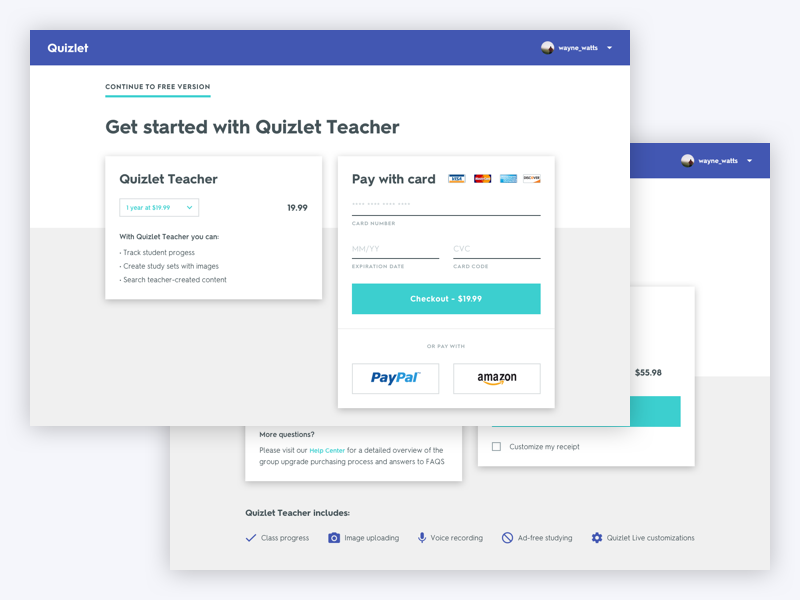 Quizlet
wayne_watts
CONTINUE TO FREE VERSION
Get started with Quizlet Teacher
Quizlet Teacher
1 year at $19.99
19.99
With Quizlet Teacher you can:
• Track student progess
• Create study sets with images
• Search teacher-created content
Pay with card
VISA
MasterCard
DISCOVER
---- ---- ---- ----
CARD NUMBER
MM/YY
CVC
EXPIRATION DATE
CARD CODE
Checkout - $19.99
OR PAY WITH
PayPal
amazon
wayne_watts
$55.98
Customize my receipt
More questions?
Please visit our Help Center for a detailed overview of the
group upgrade purchasing process and answers to FAQS
Quizlet Teacher includes:
Class progress
Image uploading
Voice recording
Ad-free studying
Quizlet Live customizations